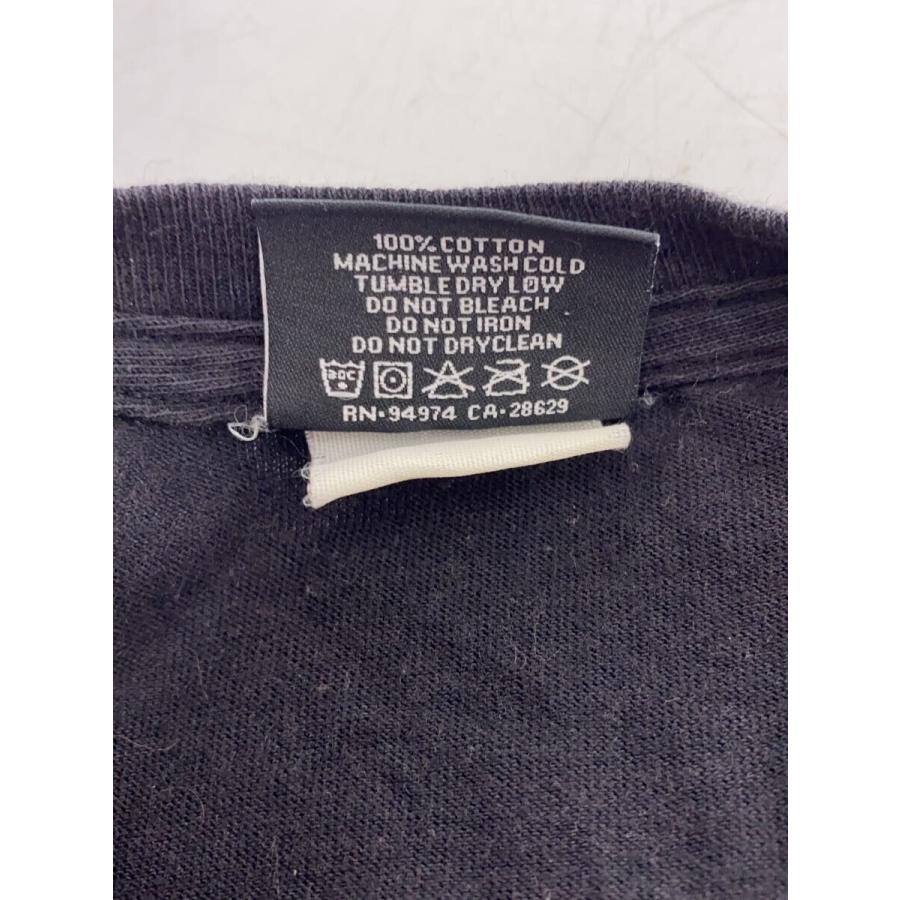 100% COTTON
MACHINE WASH COLD
TUMBLE DRY LOW
DO NOT BLEACH
DO NOT IRON
DO NOT DRYCLEAN
30C
RN·94974 CA·28629